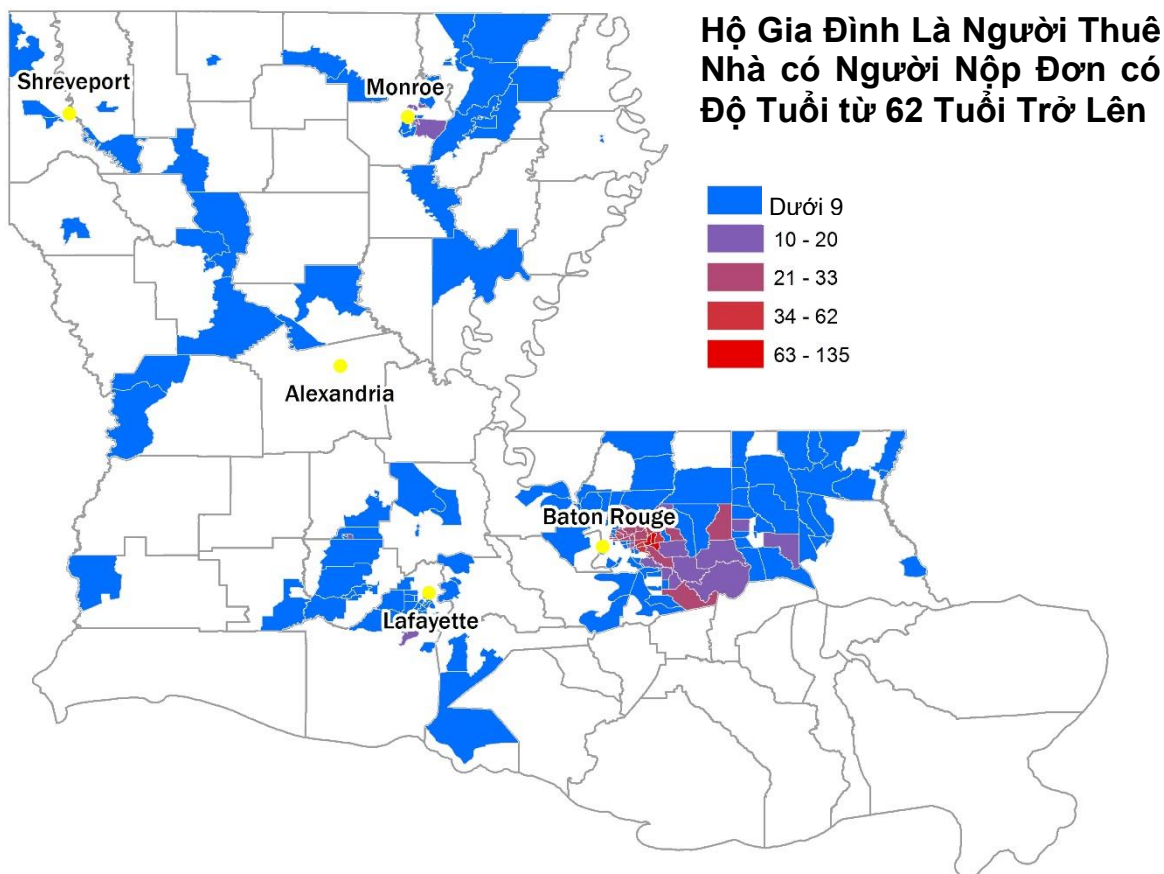 Hộ Gia Đình Là Người Thuê
Nhà có Người Nộp Đơn có
Độ Tuổi từ 62 Tuổi Trở Lên
Shreveport
Monroe
Dưới 9
10 - 20
21 - 33
34 - 62
63 - 135
Alexandria
Baton Rouge
Lafayette